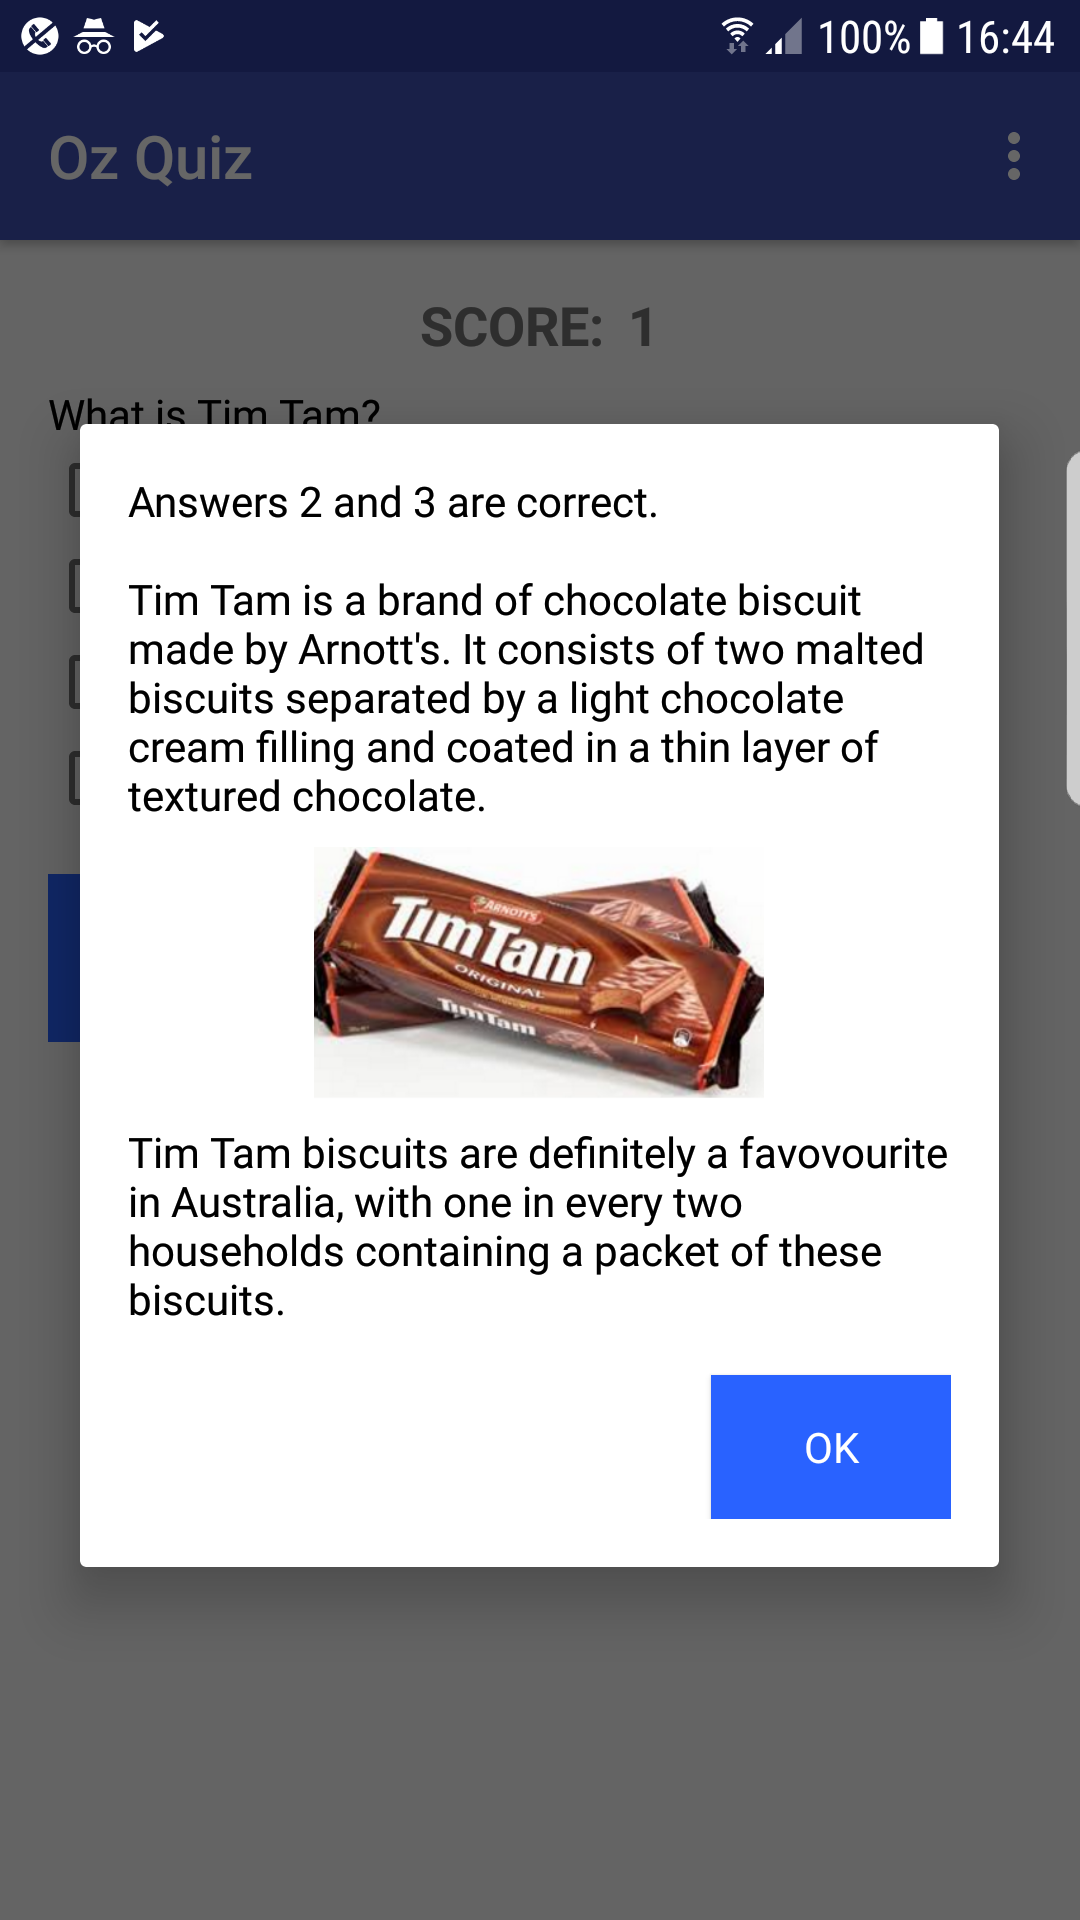 100% 16:44
Oz Quiz
SCORE: 1
What is Tim Tam?
Answers 2 and 3 are correct.
Tim Tam is a brand of chocolate biscuit
made by Arnott's. It consists of two malted
biscuits separated by a light chocolate
cream filling and coated in a thin layer of
textured chocolate.
ARNOTT'S
TimTam
ORIGINAL
TimTam
Tim Tam biscuits are definitely a favovourite
in Australia, with one in every two
households containing a packet of these
biscuits.
OK